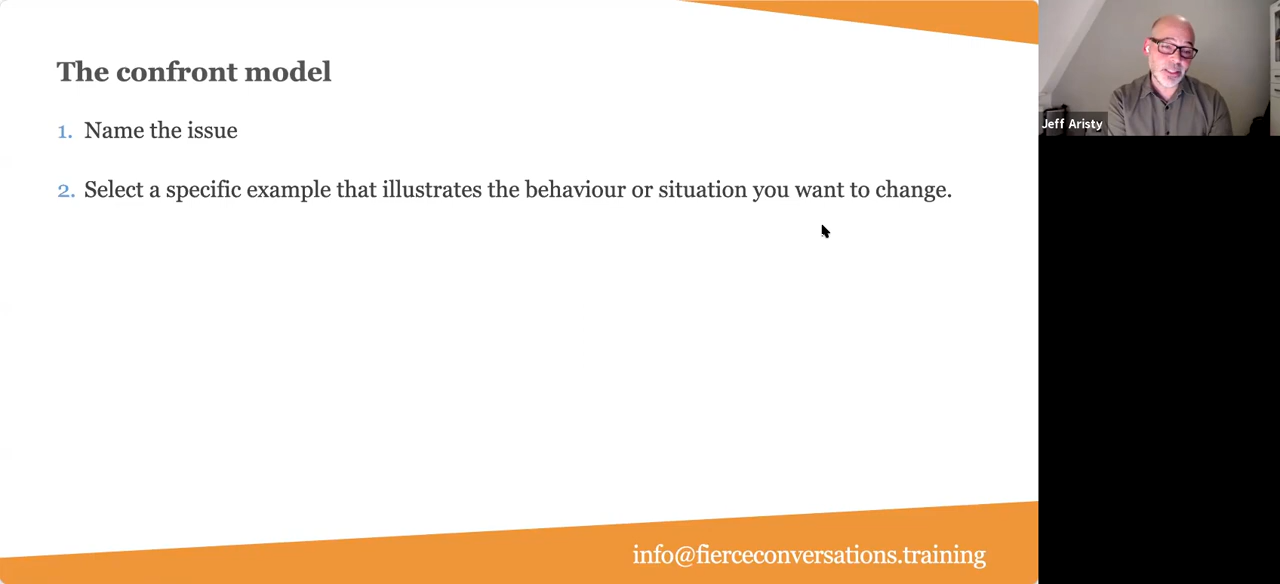 The confront model
1. Name the issue
2. Select a specific example that illustrates the behaviour or situation you want to change.
info@fierceconversations.training
Jeff Aristy